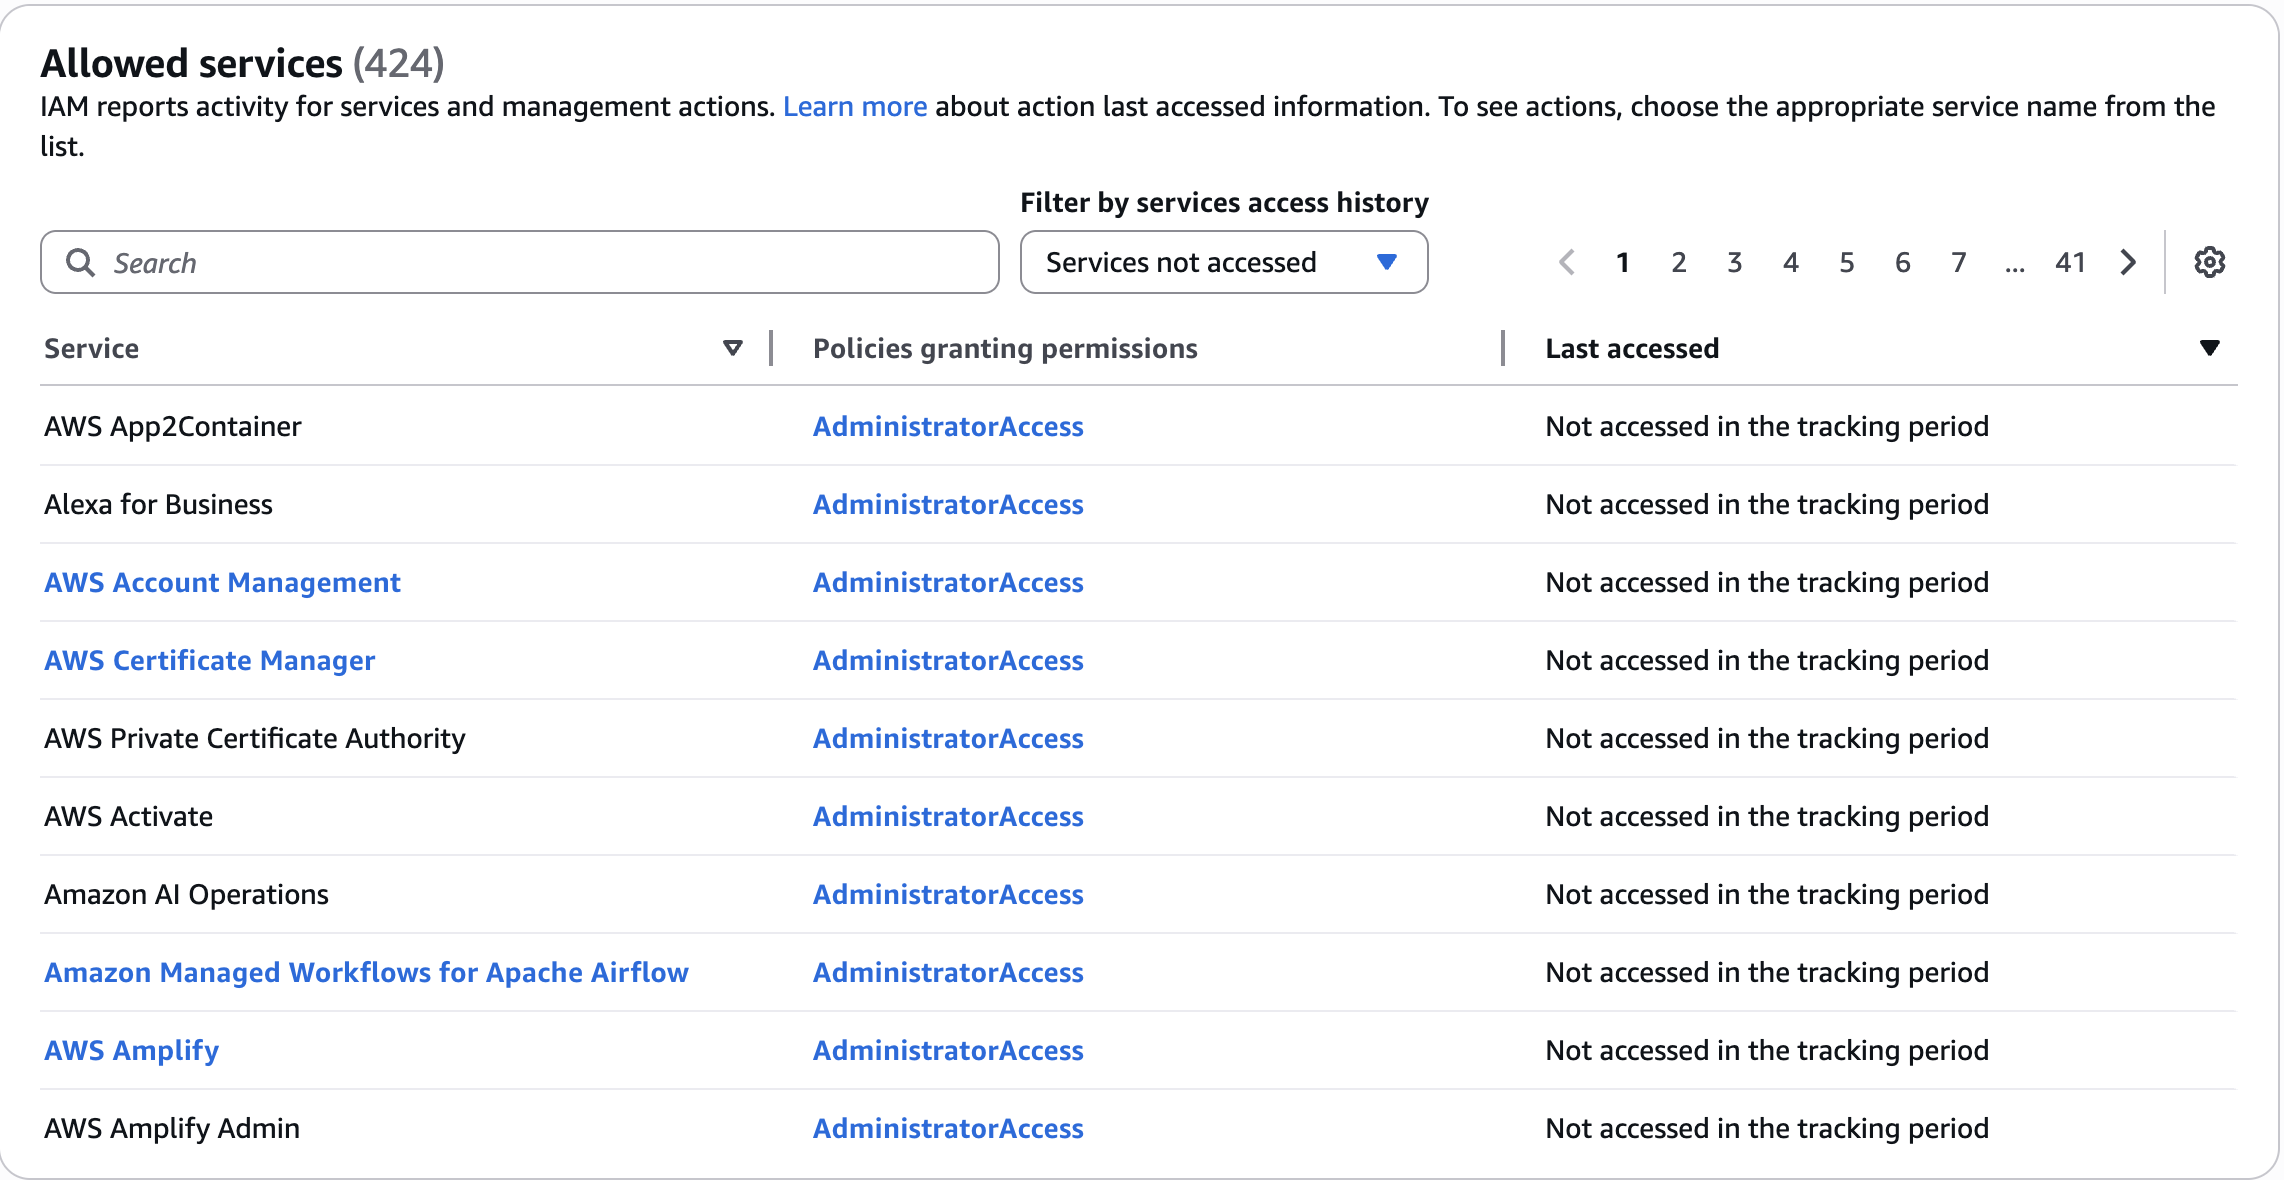 Allowed services (424)
IAM reports activity for services and management actions. Learn more about action last accessed information. To see actions, choose the appropriate service name from the
list.
Filter by services access history
Search
Services not accessed
1 2 3 4 5 6 7 ... 41
Service Policies granting permissions Last accessed
AWS App2Container AdministratorAccess Not accessed in the tracking period
Alexa for Business AdministratorAccess Not accessed in the tracking period
AWS Account Management AdministratorAccess Not accessed in the tracking period
AWS Certificate Manager AdministratorAccess Not accessed in the tracking period
AWS Private Certificate Authority AdministratorAccess Not accessed in the tracking period
AWS Activate AdministratorAccess Not accessed in the tracking period
Amazon AI Operations AdministratorAccess Not accessed in the tracking period
Amazon Managed Workflows for Apache Airflow AdministratorAccess Not accessed in the tracking period
AWS Amplify AdministratorAccess Not accessed in the tracking period
AWS Amplify Admin AdministratorAccess Not accessed in the tracking period